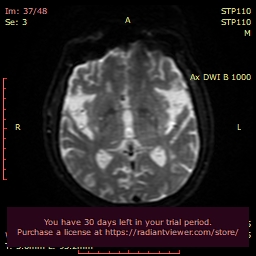 Im: 37/48
Se: 3
A
STP110
STP110
M
Ax DWI B 1000
R
L
You have 30 days left in your trial period.
Purchase a license at https://radiantviewer.com/store/